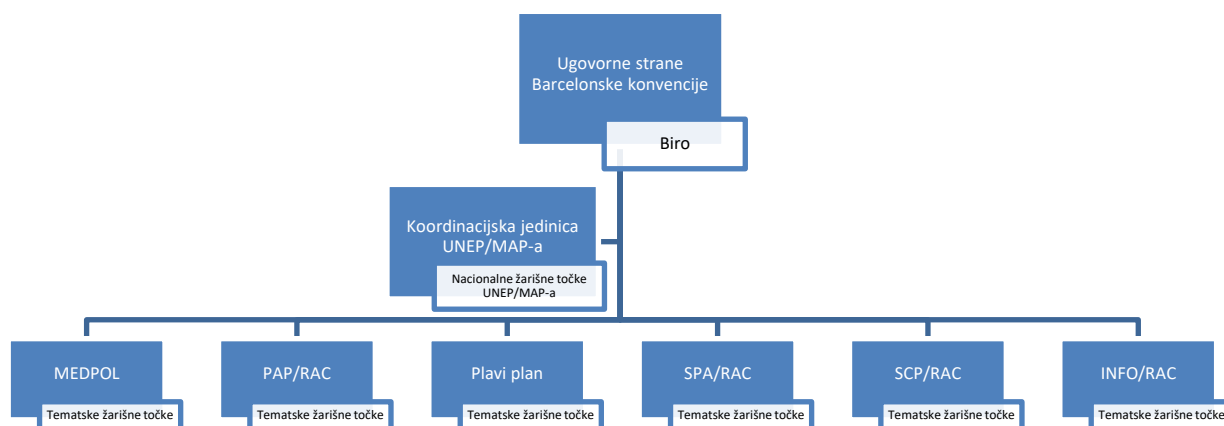 Ugovorne strane
Barcelonske konvencije
Biro
Koordinacijska jedinica
UNEP/MAP-a
Nacionalne žarišne točke
UNEP/MAP-a
MEDPOL
PAP/RAC
Plavi plan
SPA/RAC
SCP/RAC
INFO/RAC
Tematske žarišne točke
Tematske žarišne točke
Tematske žarišne točke
Tematske žarišne točke
Tematske žarišne točke
Tematske žarišne točke